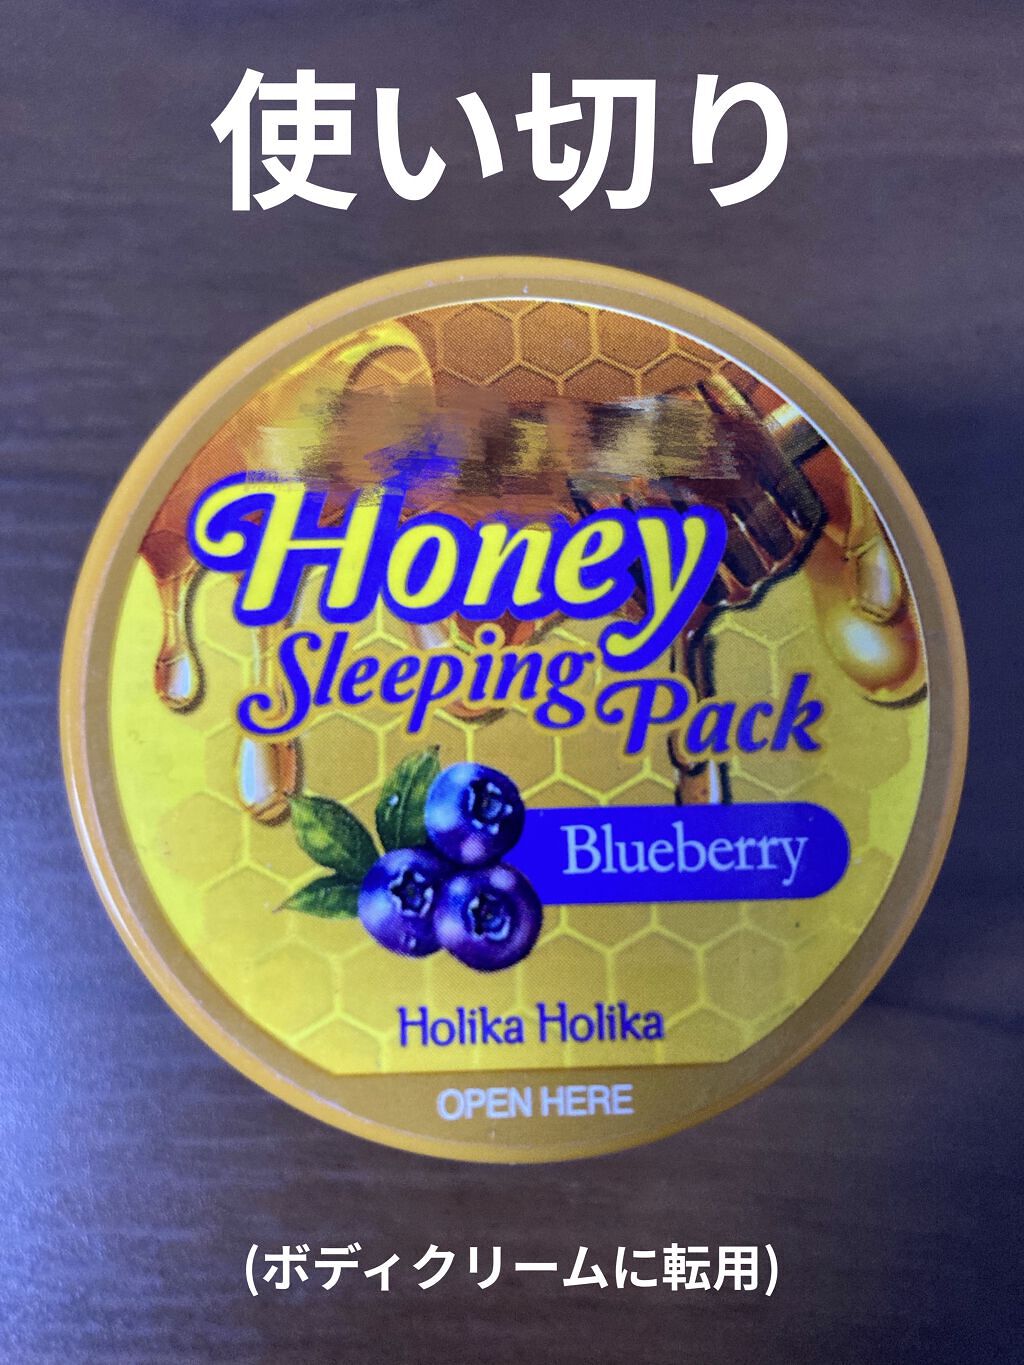 使い切り
Honey
Sleeping
Pack
Blueberry
Holika Holika
OPEN HERE
(ボディクリームに転用)